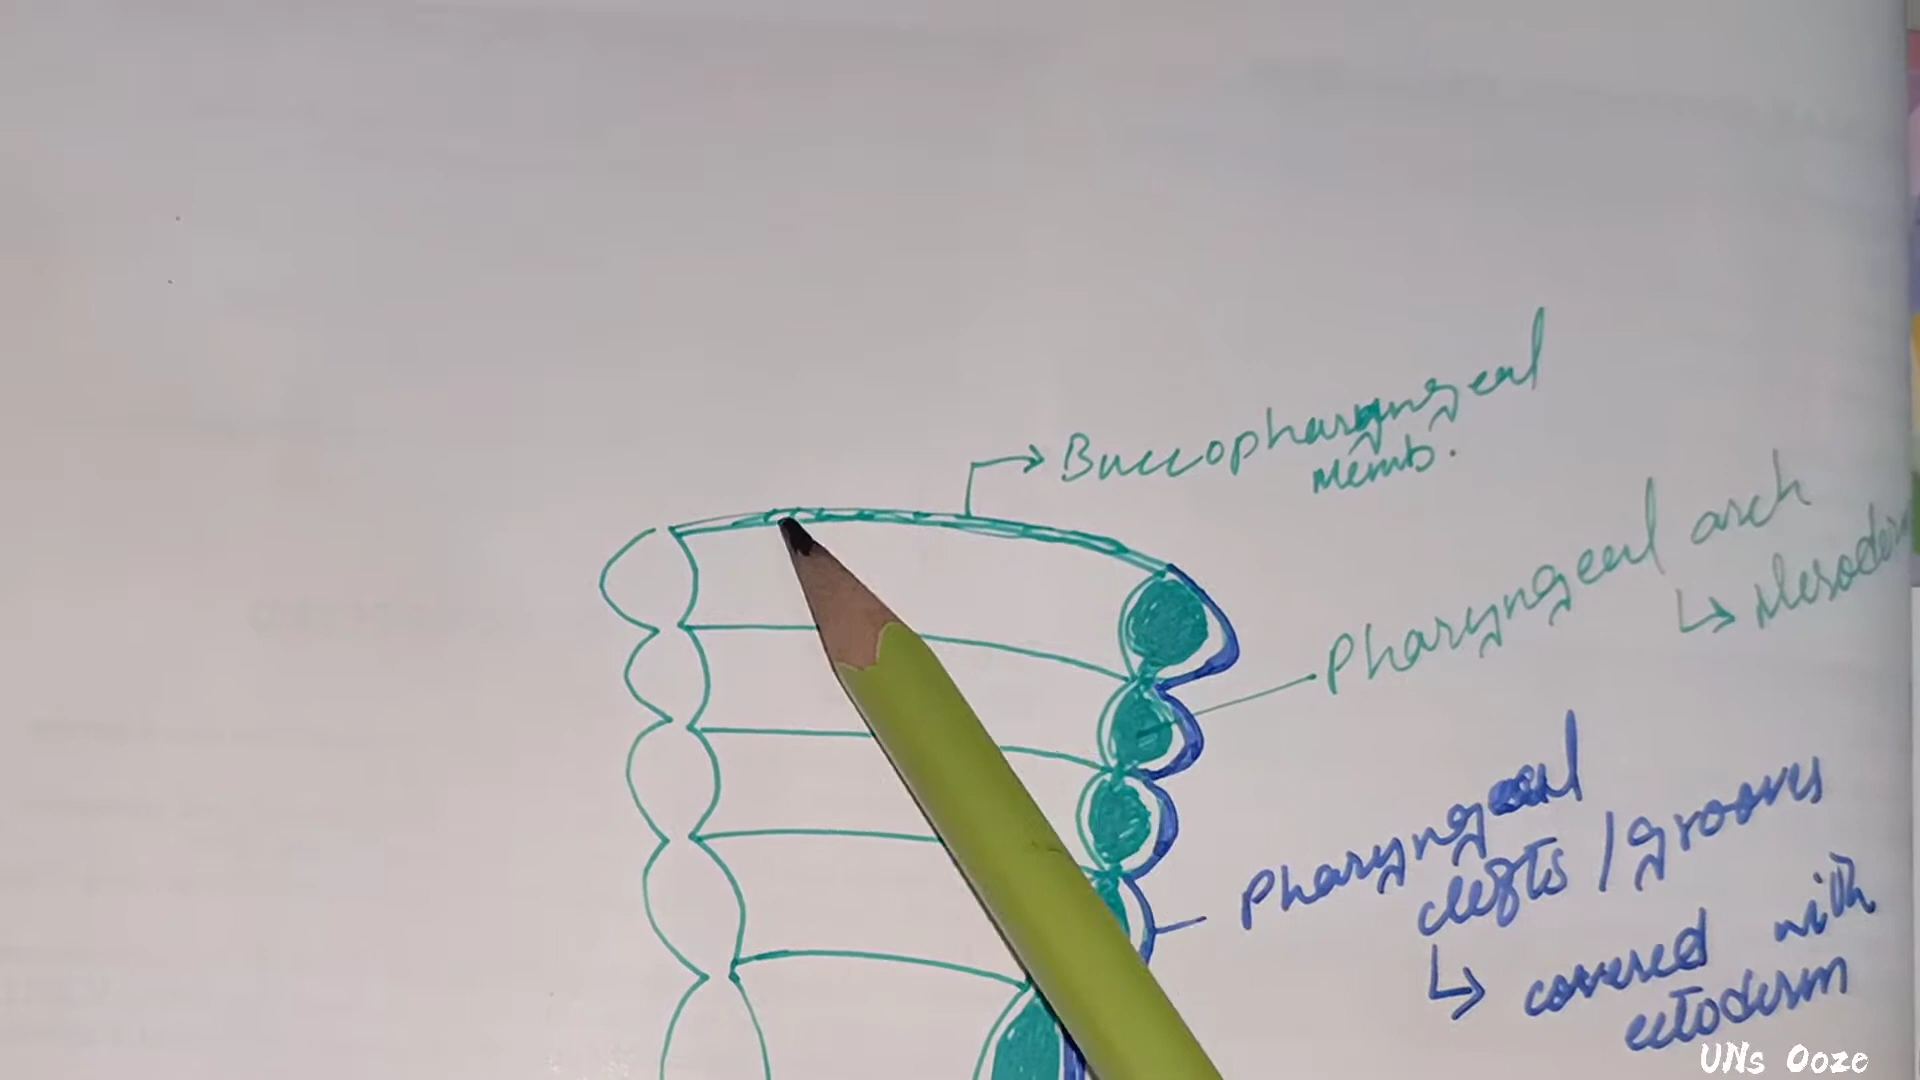 Buccopharyngeal
Memb.
Pharyngeal arch
↳ Mesoderm
Pharyngeal
clefts / grooves
↳ covered with
ectoderm
UNs Ooze